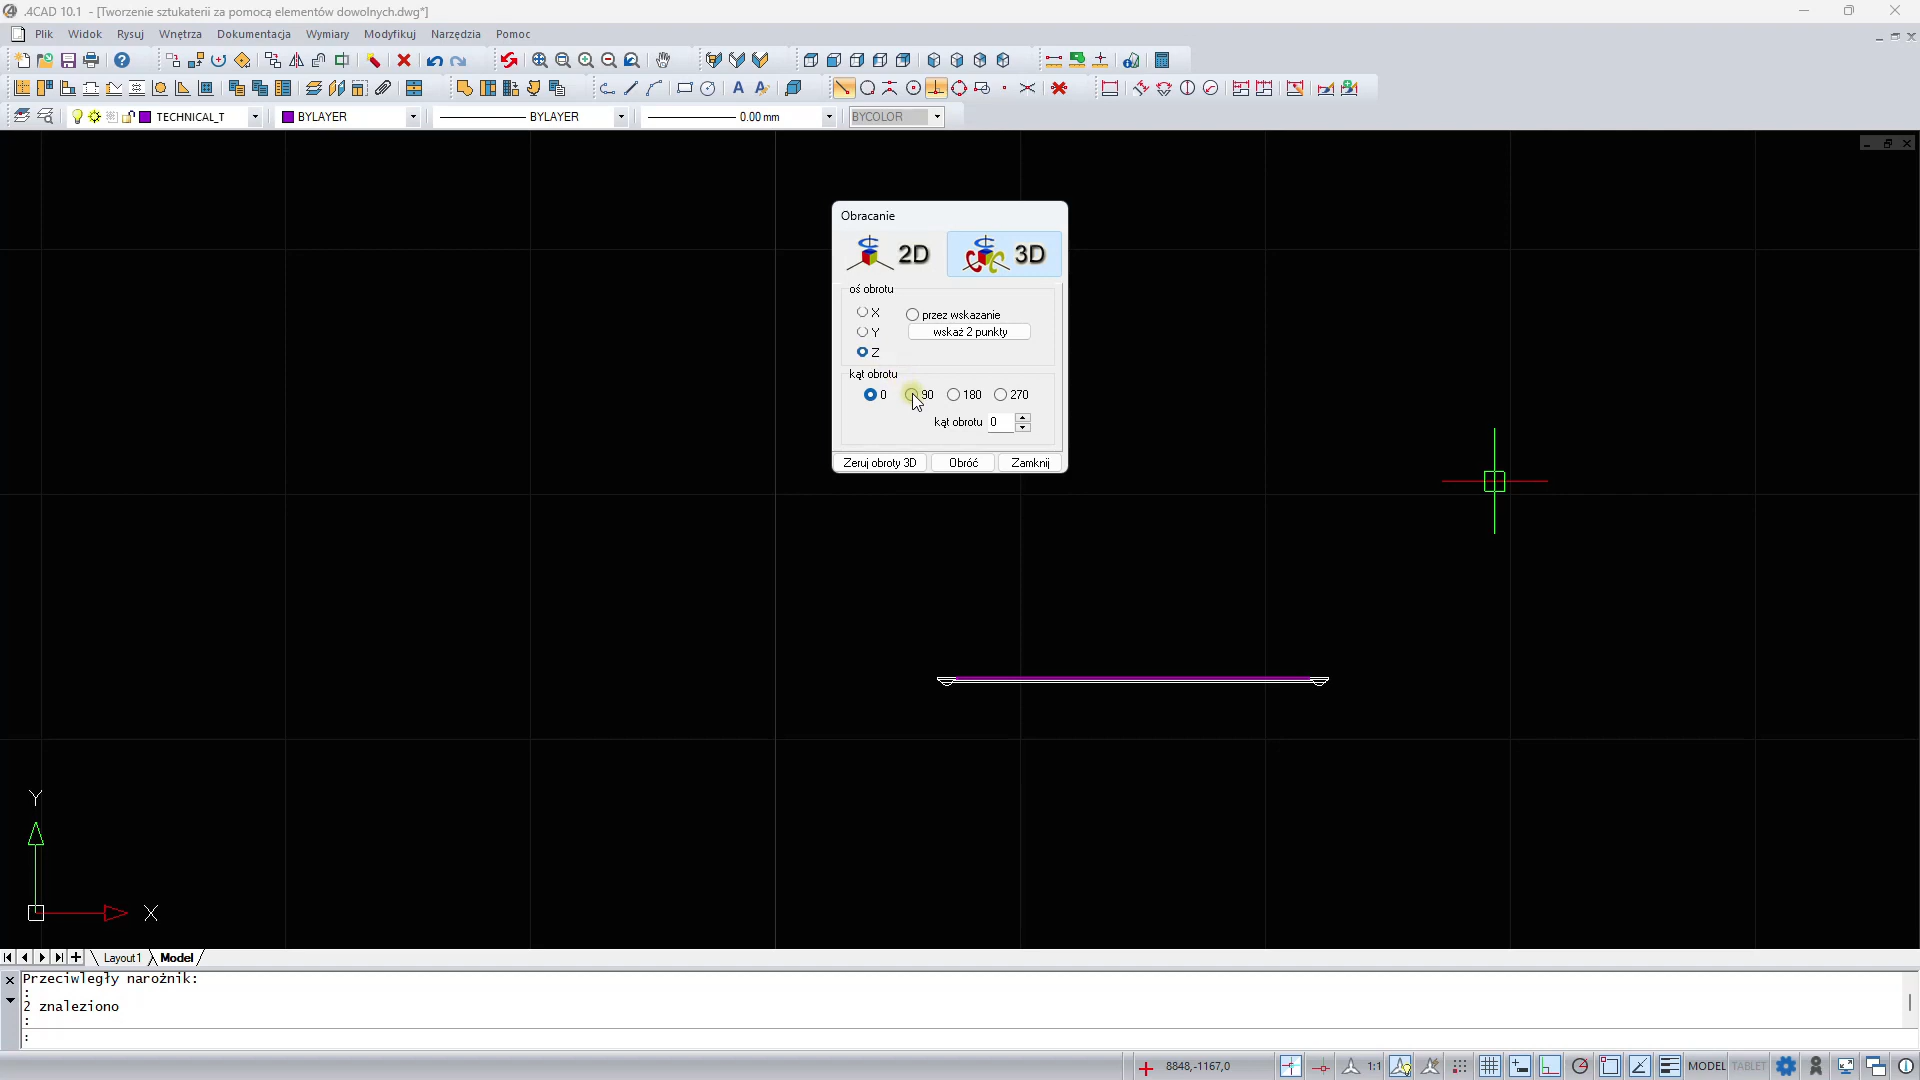 .4CAD 10.1 - [Tworzenie sztukaterii za pomocą elementów dowolnych.dwg*]
Plik Widok Rysuj Wnętrza Dokumentacja Wymiary Modyfikuj Narzędzia Pomoc
TECHNICAL_T BYLAYER BYLAYER 0.00 mm BYCOLOR
Obracanie
2D 3D
oś obrotu
X przez wskazanie
Y wskaż 2 punkty
Z
kąt obrotu
0 90 180 270
kąt obrotu 0
Zeruj obroty 3D Obróć Zamknij
Y
X
Layout1 Model
Przeciwległy narożnik:
:
2 znaleziono
:
:
8848,-1167,0 1:1 MODEL TABLET